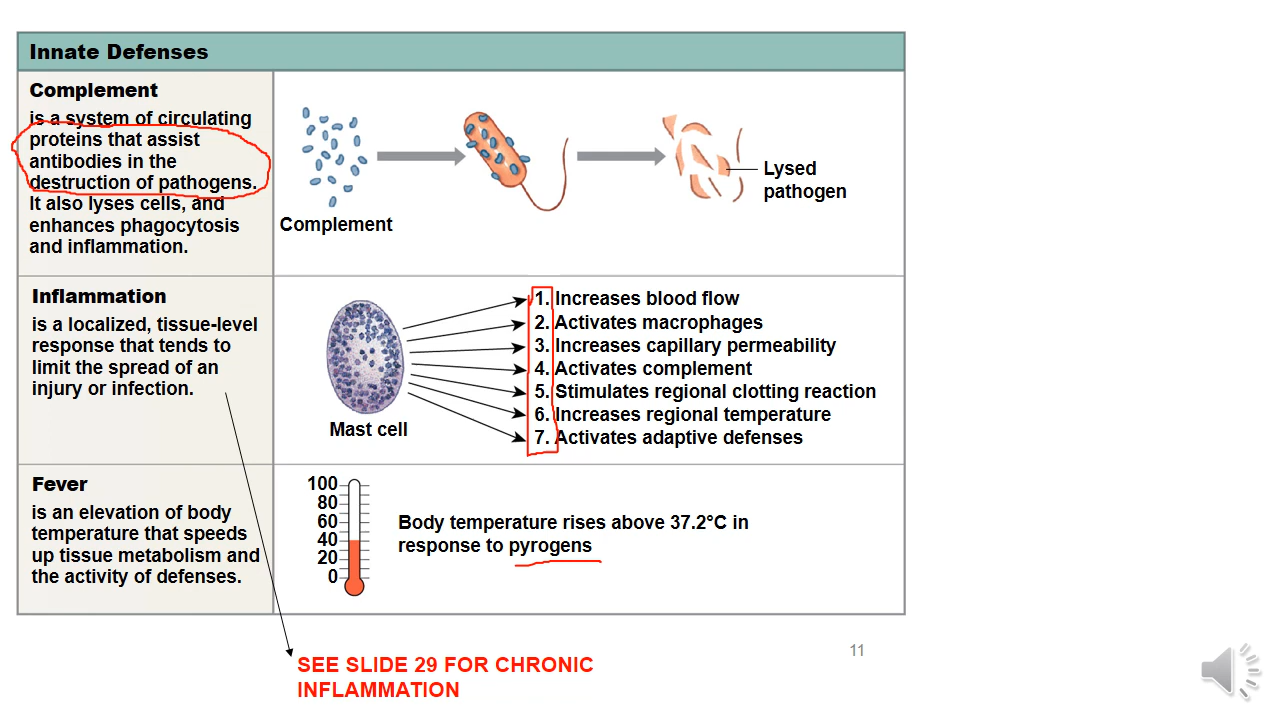 Innate Defenses
Complement
is a system of circulating
proteins that assist
antibodies in the
destruction of pathogens.
It also lyses cells, and
enhances phagocytosis
and inflammation.
Complement
Lysed
pathogen
Inflammation
is a localized, tissue-level
response that tends to
limit the spread of an
injury or infection.
Mast cell
1. Increases blood flow
2. Activates macrophages
3. Increases capillary permeability
4. Activates complement
5. Stimulates regional clotting reaction
6. Increases regional temperature
7. Activates adaptive defenses
Fever
is an elevation of body
temperature that speeds
up tissue metabolism and
the activity of defenses.
100
80
60
40
20
0
Body temperature rises above 37.2°C in
response to pyrogens
SEE SLIDE 29 FOR CHRONIC
INFLAMMATION
11